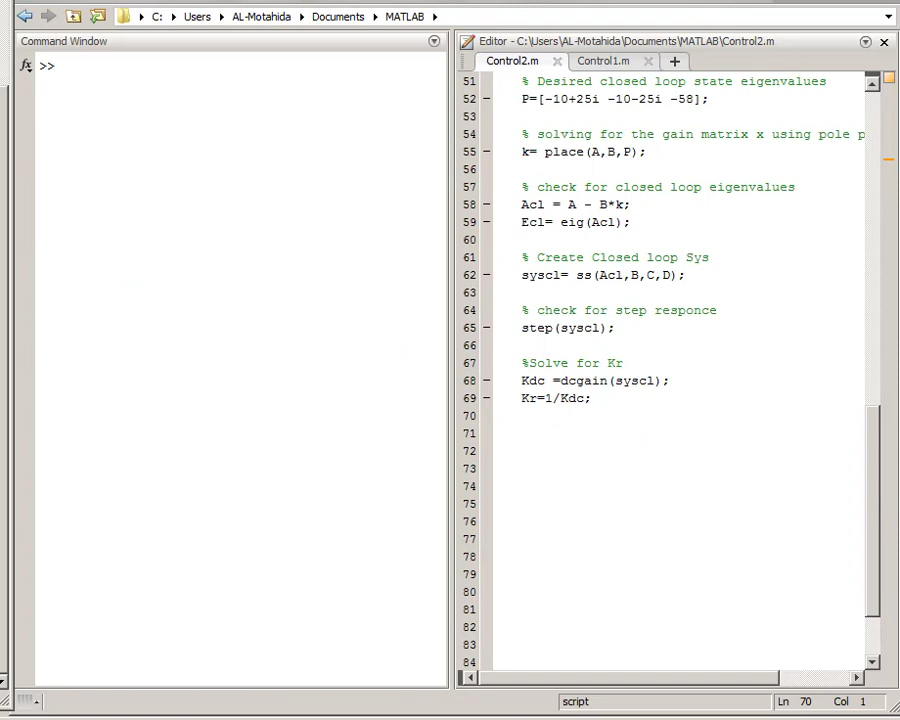 C: ▸ Users ▸ AL-Motahida ▸ Documents ▸ MATLAB ▸
Command Window
fx >>
Editor - C:\Users\AL-Motahida\Documents\MATLAB\Control2.m
Control2.m Control1.m
51 % Desired closed loop state eigenvalues
52 – P=[-10+25i -10-25i -58];
53
54 % solving for the gain matrix x using pole p
55 – k= place(A,B,P);
56
57 % check for closed loop eigenvalues
58 – Acl = A - B*k;
59 – Ecl= eig(Acl);
60
61 % Create Closed loop Sys
62 – syscl= ss(Acl,B,C,D);
63
64 % check for step responce
65 – step(syscl);
66
67 %Solve for Kr
68 – Kdc =dcgain(syscl);
69 – Kr=1/Kdc;
70
71
72
73
74
75
76
77
78
79
80
81
82
83
84
script Ln 70 Col 1